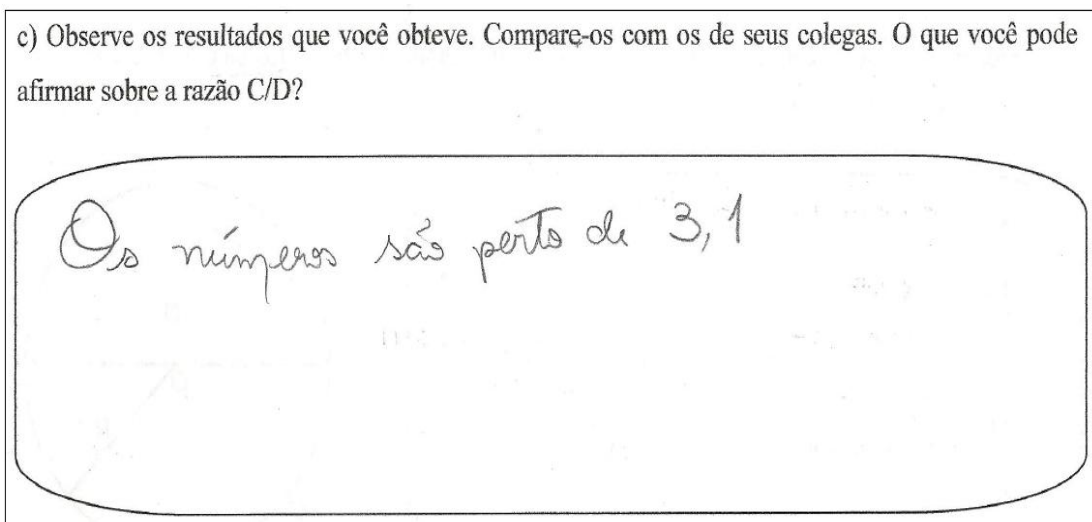 c) Observe os resultados que você obteve. Compare-os com os de seus colegas. O que você pode
afirmar sobre a razão C/D?
Os números são perto de 3,1